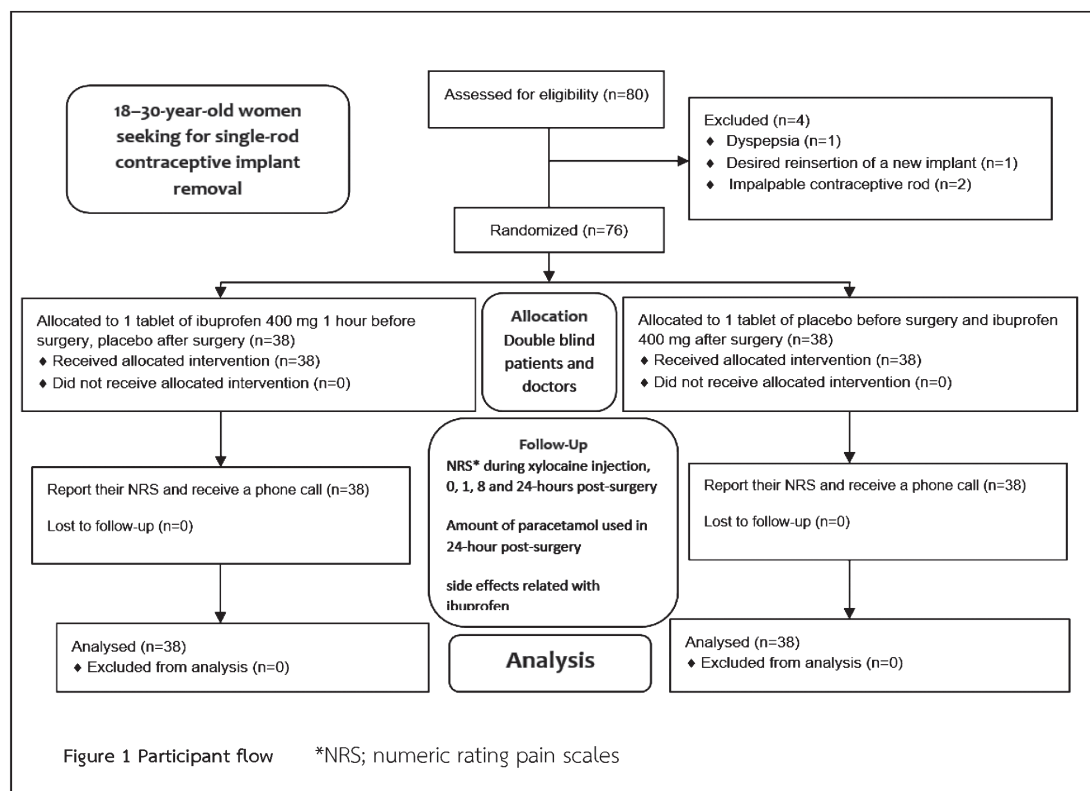 18–30-year-old women
seeking for single-rod
contraceptive implant
removal
Assessed for eligibility (n=80)
Excluded (n=4)
♦ Dyspepsia (n=1)
♦ Desired reinsertion of a new implant (n=1)
♦ Impalpable contraceptive rod (n=2)
Randomized (n=76)
Allocated to 1 tablet of ibuprofen 400 mg 1 hour before
surgery, placebo after surgery (n=38)
♦ Received allocated intervention (n=38)
♦ Did not receive allocated intervention (n=0)
Allocation
Double blind
patients and
doctors
Allocated to 1 tablet of placebo before surgery and ibuprofen
400 mg after surgery (n=38)
♦ Received allocated intervention (n=38)
♦ Did not receive allocated intervention (n=0)
Report their NRS and receive a phone call (n=38)
Lost to follow-up (n=0)
Follow-Up
NRS* during xylocaine injection,
0, 1, 8 and 24-hours post-surgery
Amount of paracetamol used in
24-hour post-surgery
side effects related with
ibuprofen
Report their NRS and receive a phone call (n=38)
Lost to follow-up (n=0)
Analysed (n=38)
♦ Excluded from analysis (n=0)
Analysis
Analysed (n=38)
♦ Excluded from analysis (n=0)
Figure 1 Participant flow *NRS; numeric rating pain scales